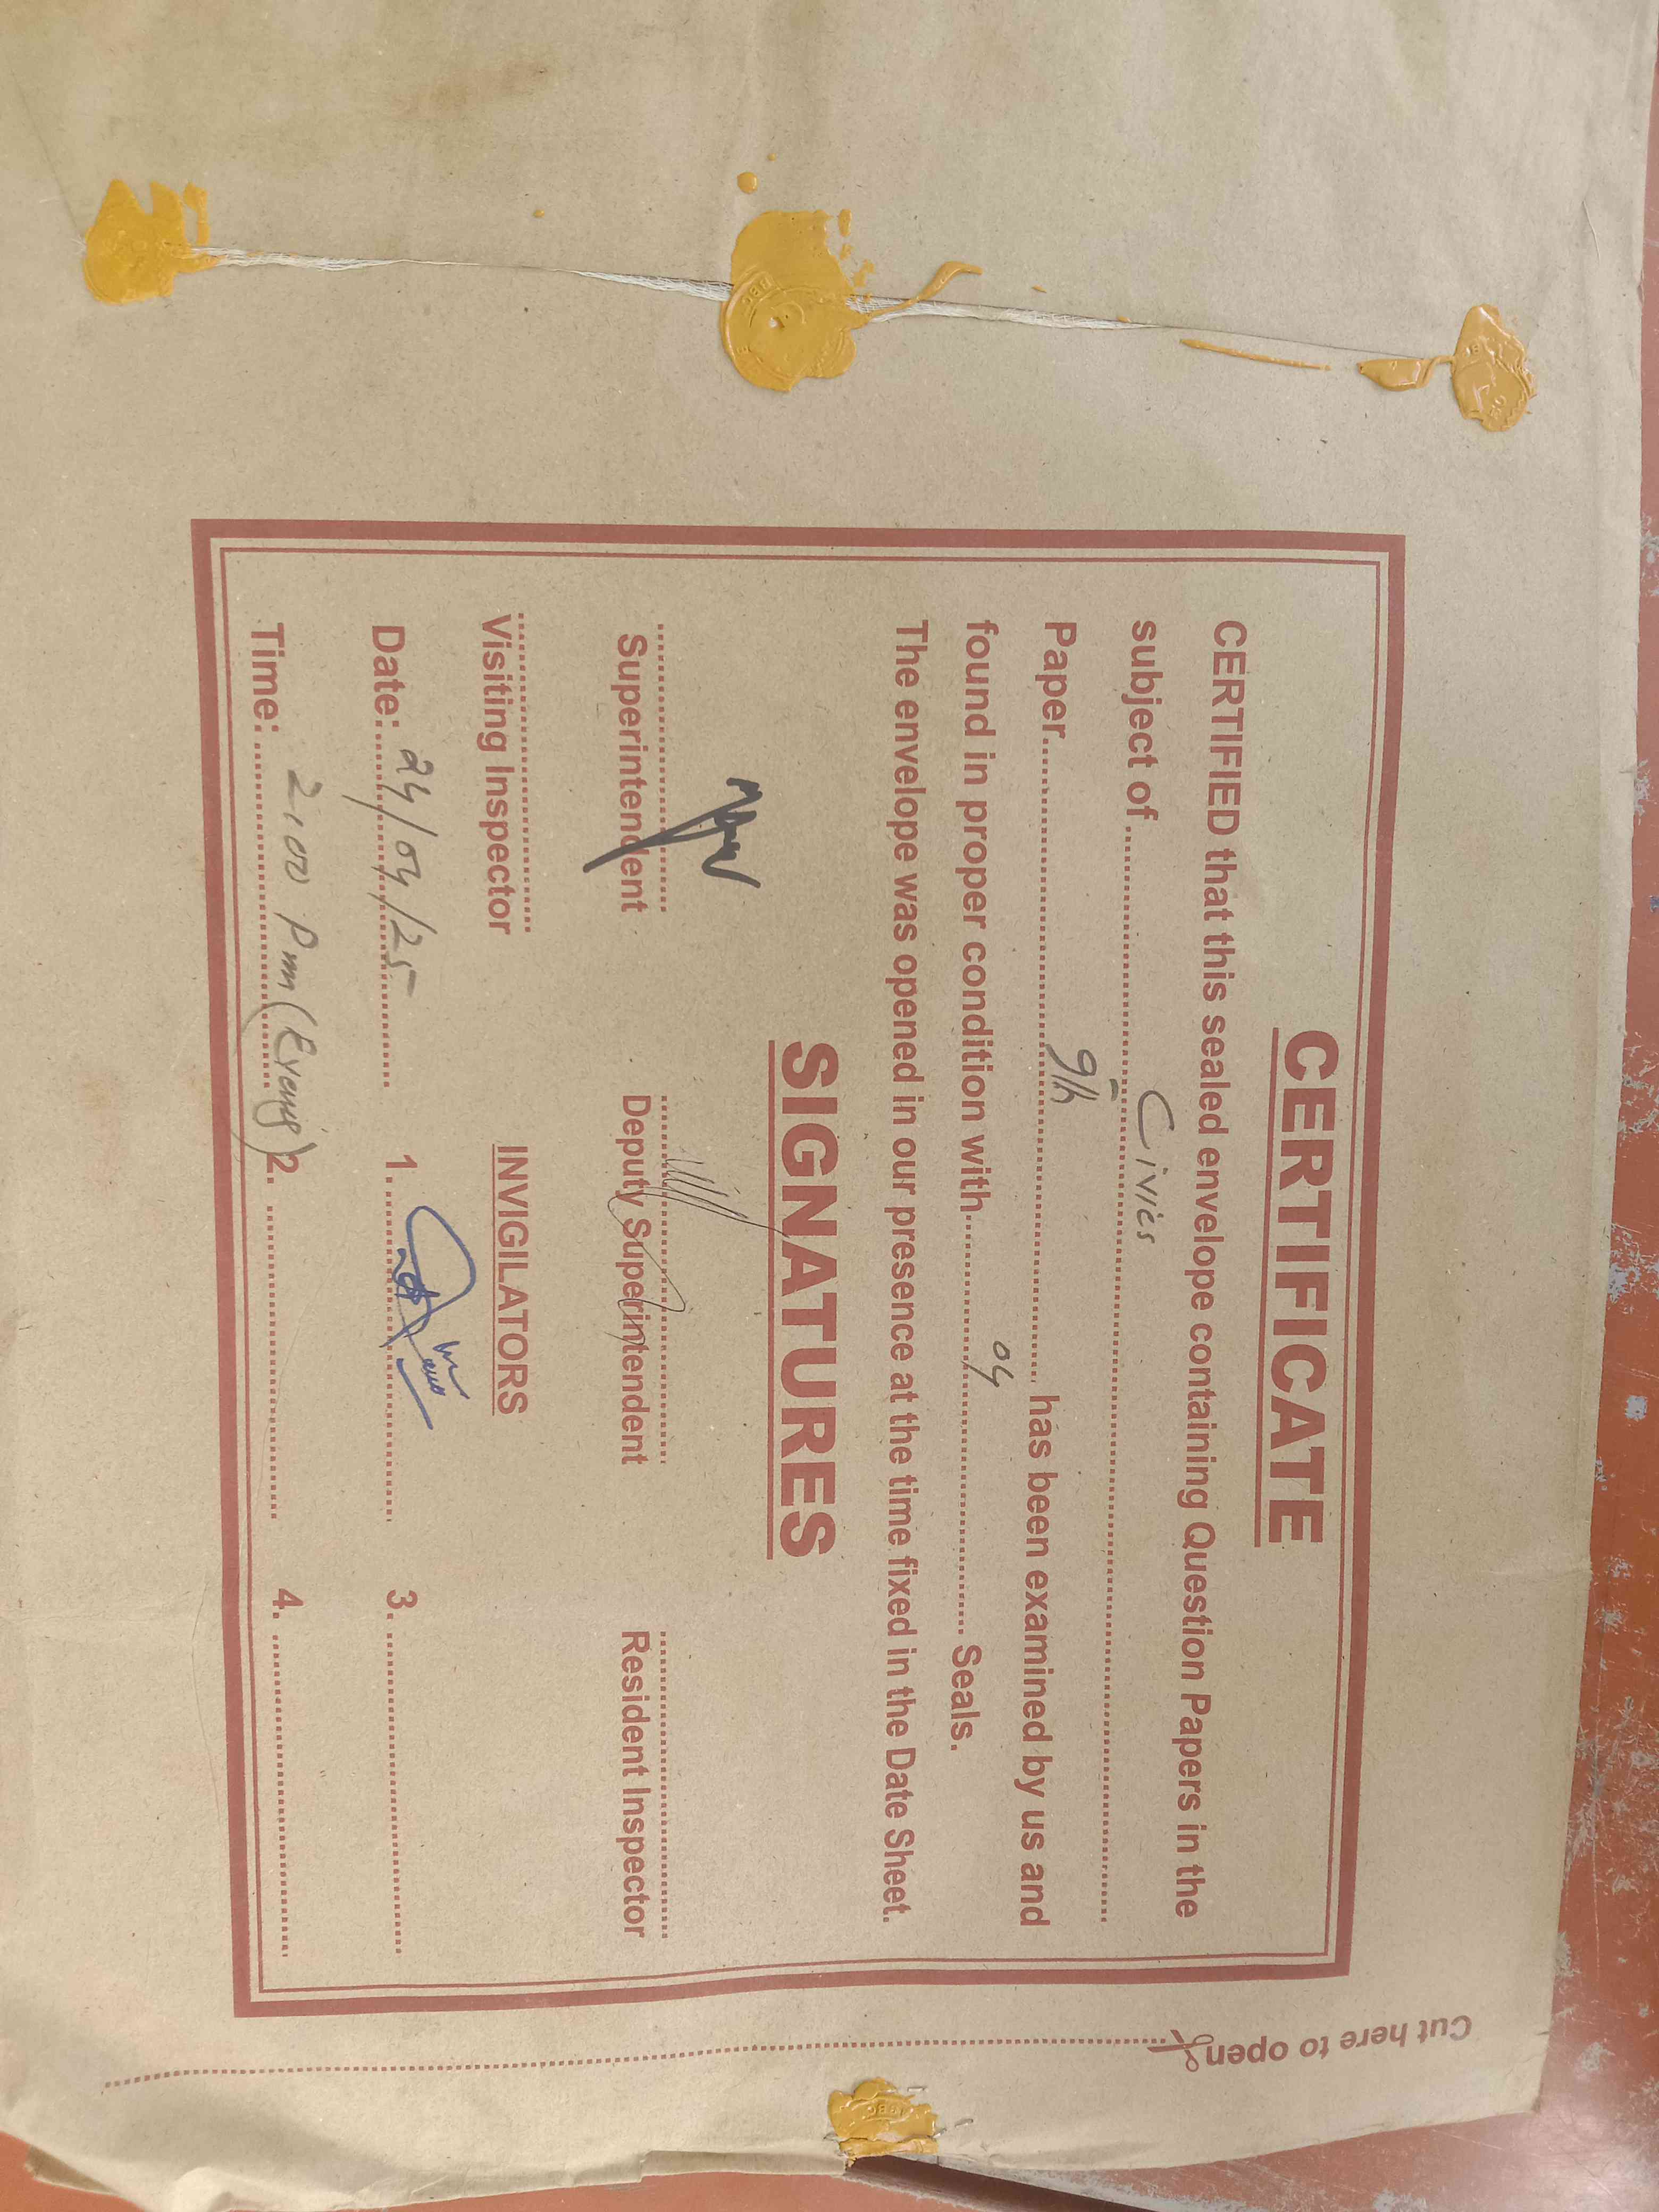 CERTIFICATE
CERTIFIED that this sealed envelope containing Question Papers in the
subject of.......... Civics ..........
Paper.......... 9th .......... has been examined by us and
found in proper condition with.......... 04 .......... Seals.
The envelope was opened in our presence at the time fixed in the Date Sheet.
SIGNATURES
Superintendent Deputy Superintendent Resident Inspector
Visiting Inspector INVIGILATORS
Date: 24/04/25 1. .......... 3. ..........
Time: 2:00 Pm (Evenig) 2. .......... 4. ..........
Cut here to open